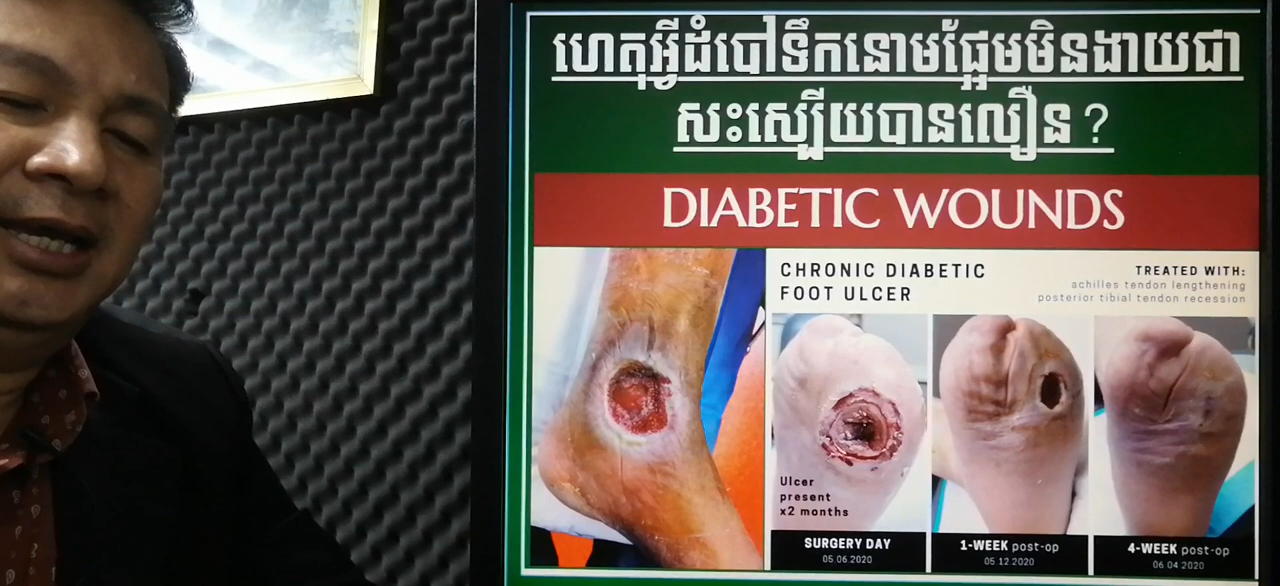 ហេតុអ្វីដំបៅទឹកនោមផ្អែមមិនងាយជា
សះស្បើយបានលឿន ?
DIABETIC WOUNDS
CHRONIC DIABETIC
FOOT ULCER
TREATED WITH:
achilles tendon lengthening
posterior tibial tendon recession
Ulcer
present
x2 months
SURGERY DAY
05.06.2020
1-WEEK post-op
05.12.2020
4-WEEK post-op
06.04.2020